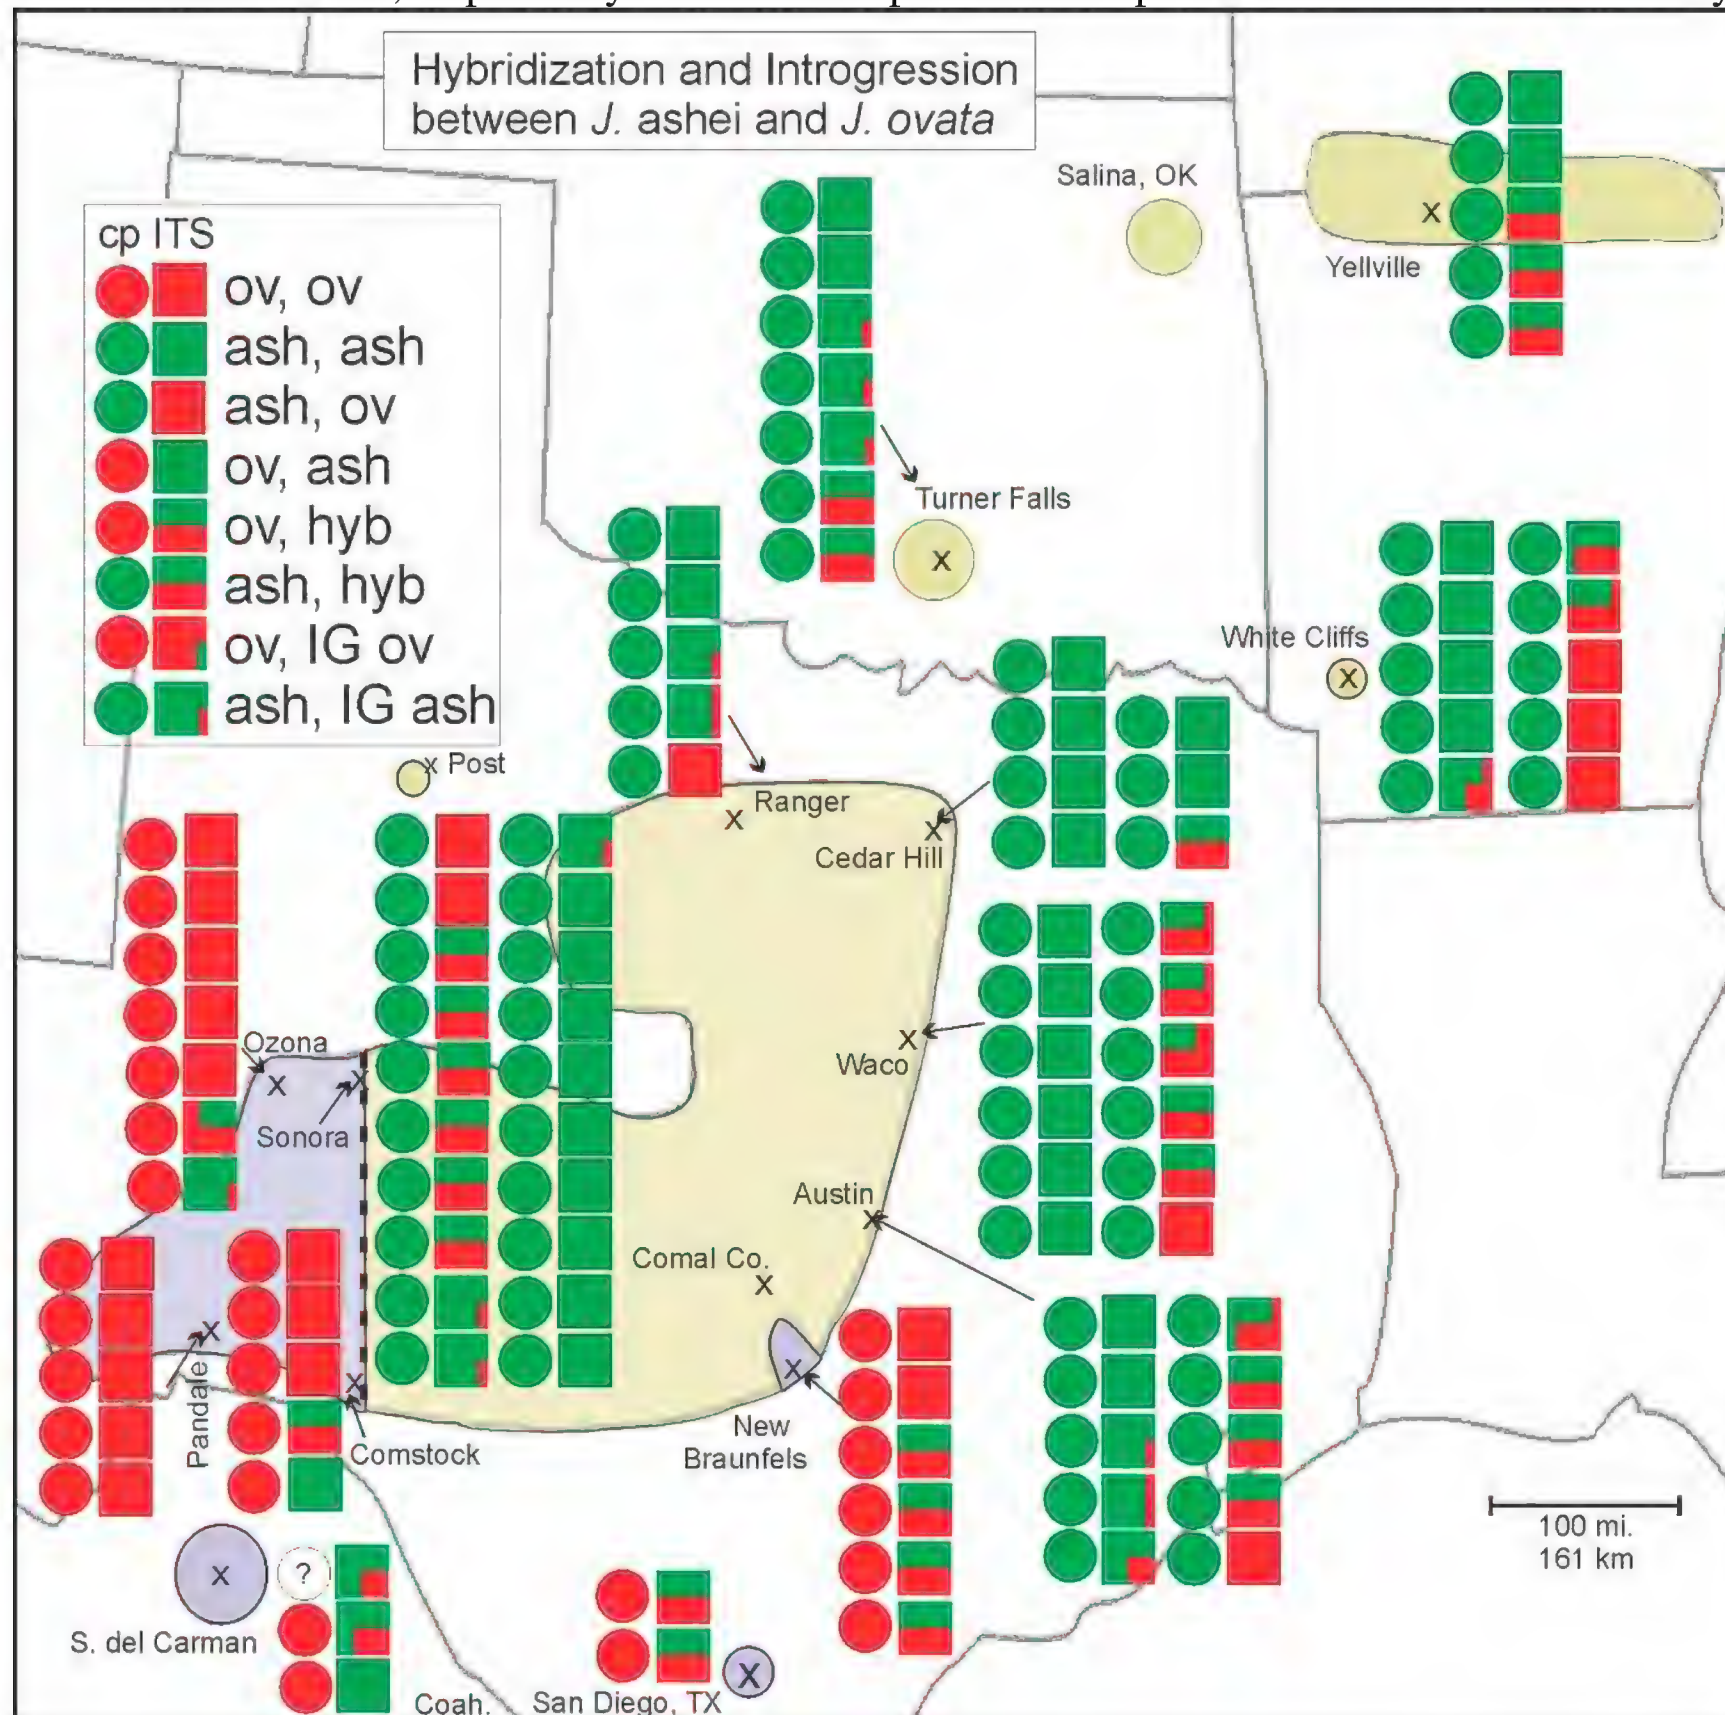 Hybridization and Introgression
between J. ashei and J. ovata
cp ITS
ov, ov
ash, ash
ash, ov
ov, ash
ov, hyb
ash, hyb
ov, IG ov
ash, IG ash
Salina, OK
x
Yellville
Turner Falls
x
White Cliffs
x
x Post
Ranger
x
x
Cedar Hill
Ozona
x
x
Sonora
x
Waco
Austin
x
Comal Co.
x
x
Pandale
x
Comstock
x
New
Braunfels
100 mi.
161 km
x
?
S. del Carman
Coah.
San Diego, TX
x